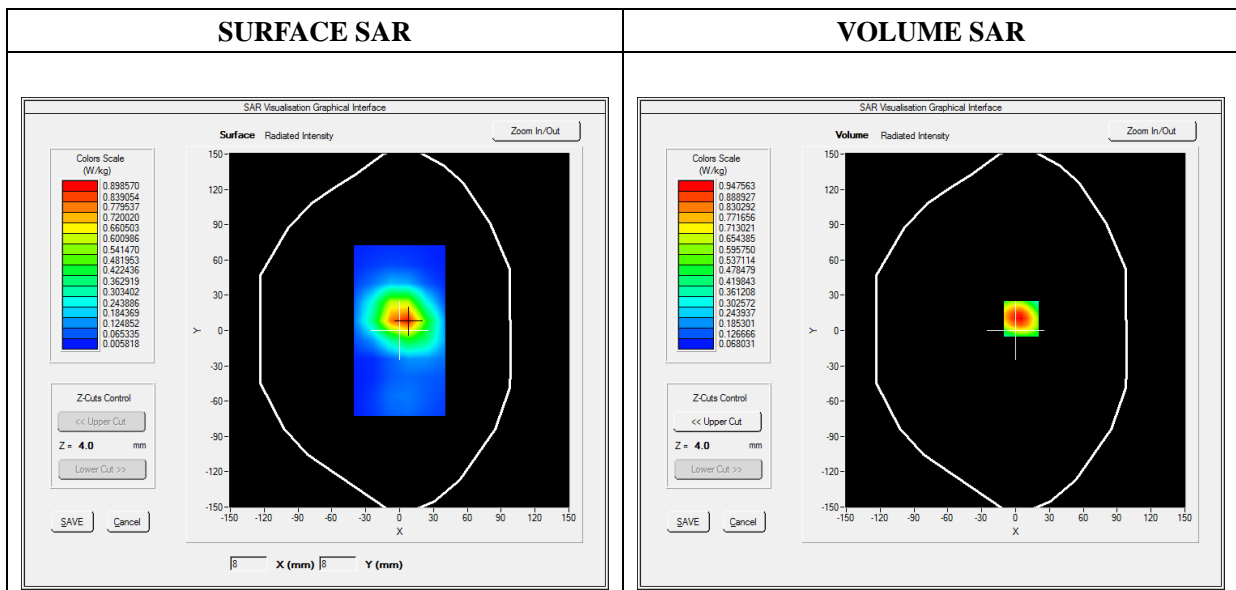 SURFACE SAR
VOLUME SAR
SAR Visualisation Graphical Interface
Surface Radiated Intensity
Zoom In/Out
Colors Scale
(W/kg)
0.898570
0.839054
0.779537
0.720020
0.660503
0.600986
0.541470
0.481953
0.422436
0.362919
0.303402
0.243886
0.184369
0.124852
0.065335
0.005818
Z-Cuts Control
<< Upper Cut
Z = 4.0 mm
Lower Cut >>
SAVE Cancel
150
120
90
60
30
0
-30
-60
-90
-120
-150
Y
-150 -120 -90 -60 -30 0 30 60 90 120 150
X
8 X (mm) 8 Y (mm)
SAR Visualisation Graphical Interface
Volume Radiated Intensity
Zoom In/Out
Colors Scale
(W/kg)
0.947563
0.888927
0.830292
0.771656
0.713021
0.654385
0.595750
0.537114
0.478479
0.419843
0.361208
0.302572
0.243937
0.185301
0.126666
0.068031
Z-Cuts Control
<< Upper Cut
Z = 4.0 mm
Lower Cut >>
SAVE Cancel
150
120
90
60
30
0
-30
-60
-90
-120
-150
Y
-150 -120 -90 -60 -30 0 30 60 90 120 150
X